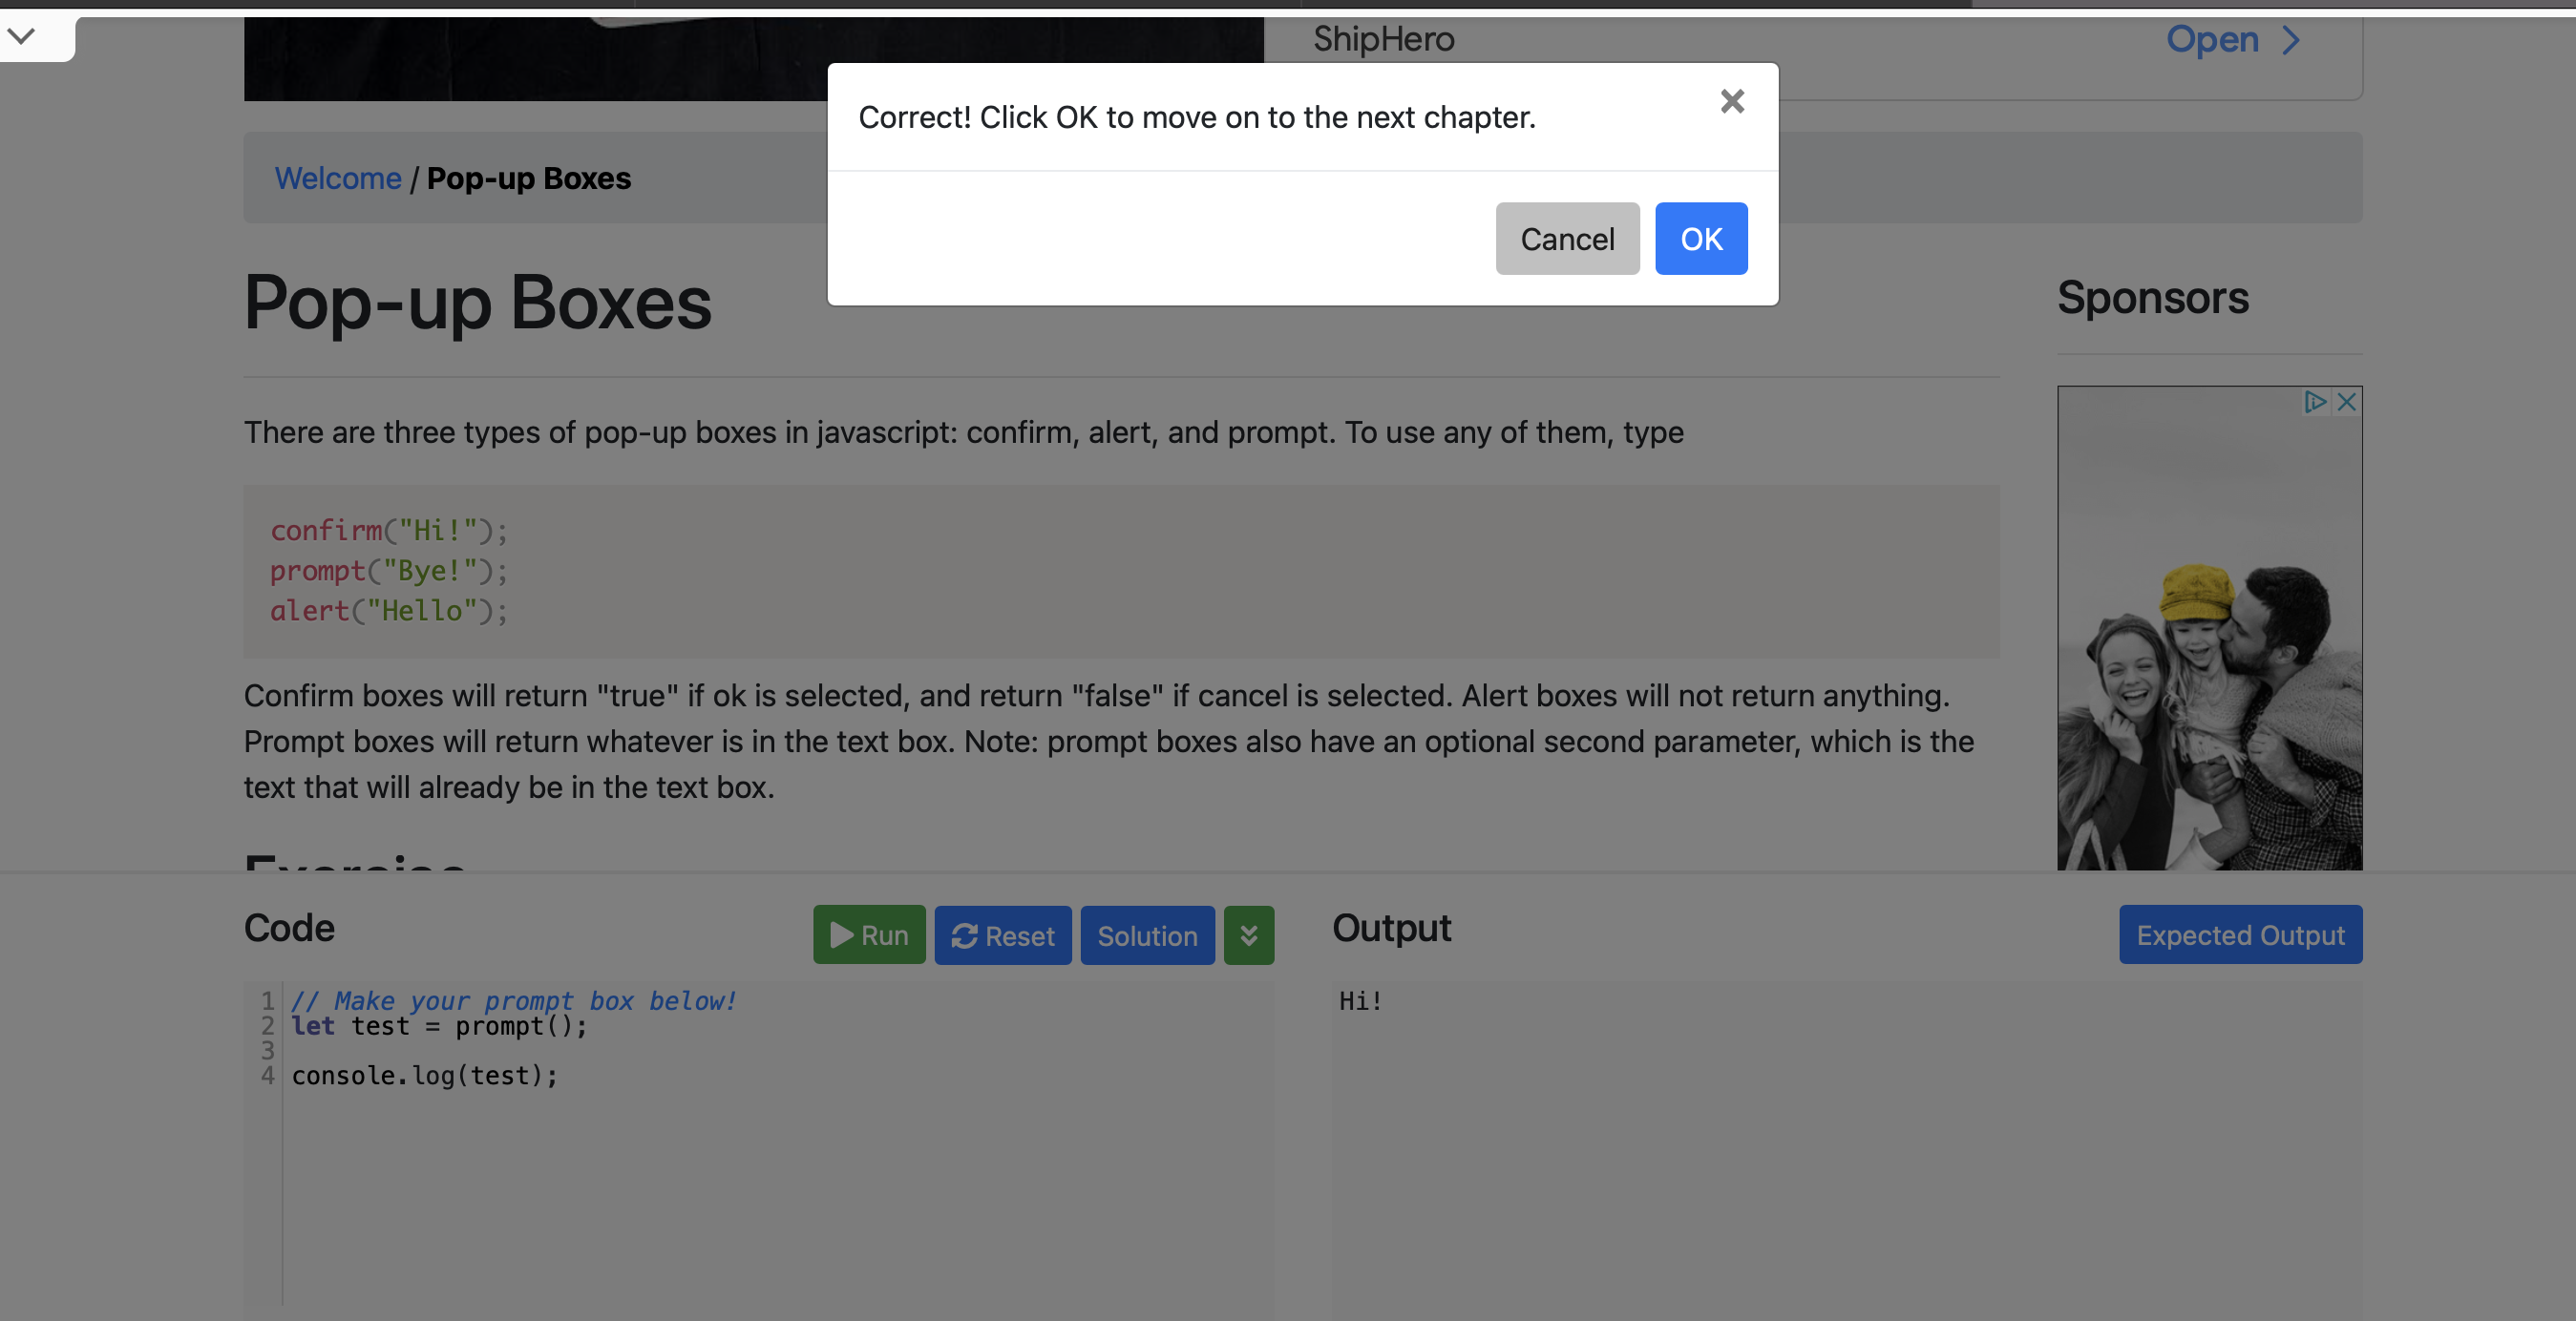 ShipHero
Open
Correct! Click OK to move on to the next chapter.
Cancel
OK
Welcome / Pop-up Boxes
Pop-up Boxes
Sponsors
There are three types of pop-up boxes in javascript: confirm, alert, and prompt. To use any of them, type
confirm("Hi!");
prompt("Bye!");
alert("Hello");
Confirm boxes will return "true" if ok is selected, and return "false" if cancel is selected. Alert boxes will not return anything.
Prompt boxes will return whatever is in the text box. Note: prompt boxes also have an optional second parameter, which is the
text that will already be in the text box.
Exercise
Code
Run
Reset
Solution
Output
Expected Output
1 // Make your prompt box below!
2 let test = prompt();
3
4 console.log(test);
Hi!